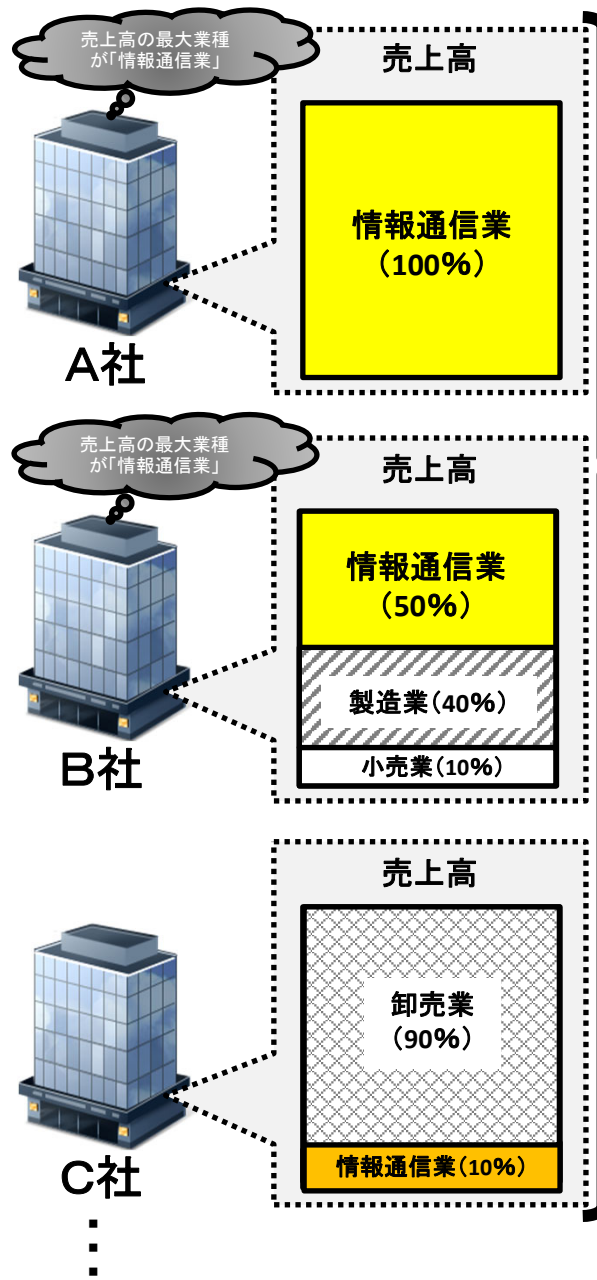 売上高の最大業種
が「情報通信業」
売上高
情報通信業
（100％）
A社
売上高の最大業種
が「情報通信業」
売上高
情報通信業
（50％）
製造業（40％）
小売業（10％）
B社
売上高
卸売業
（90％）
情報通信業（10％）
C社